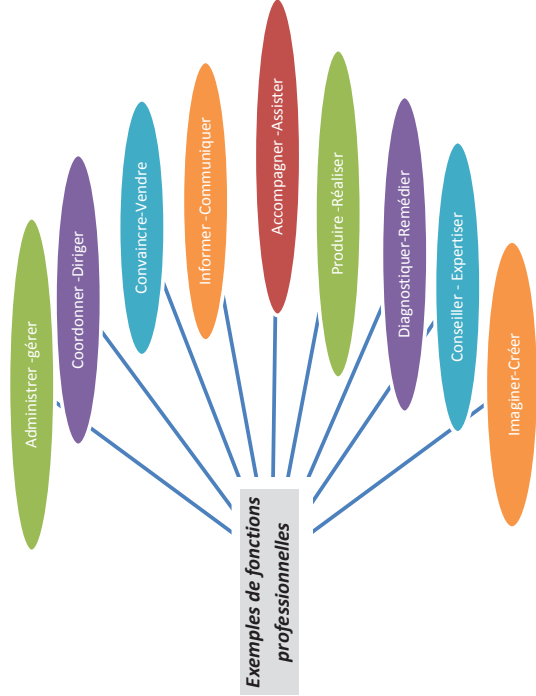 Administrer -gérer
Coordonner -Diriger
Convaincre-Vendre
Informer -Communiquer
Accompagner -Assister
Produire -Réaliser
Diagnostiquer-Remédier
Conseiller - Expertiser
Imaginer-Créer
Exemples de fonctions
professionnelles